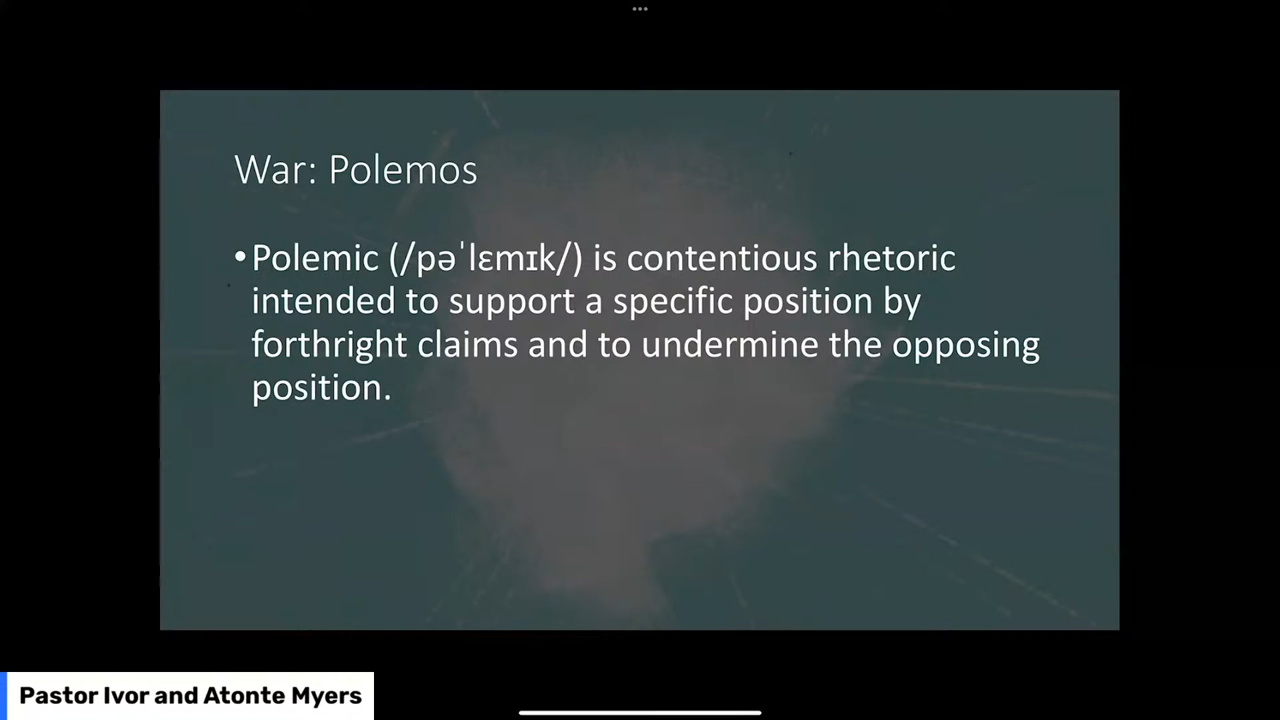 War: Polemos
•Polemic (/pəˈlɛmɪk/) is contentious rhetoric
intended to support a specific position by
forthright claims and to undermine the opposing
position.
Pastor Ivor and Atonte Myers